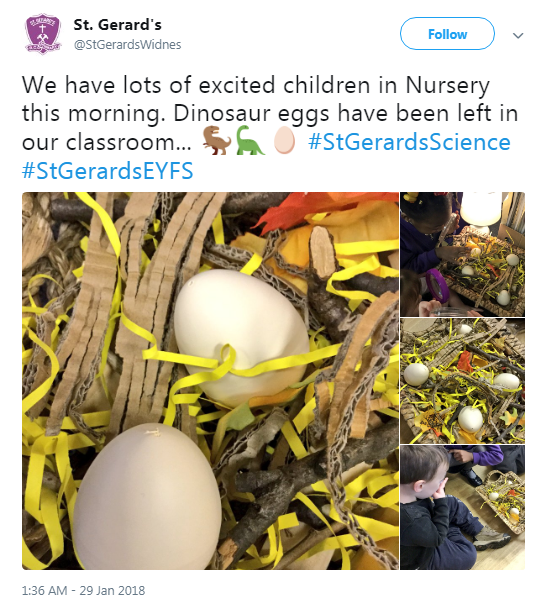 St. Gerard's
@StGerardsWidnes
Follow
We have lots of excited children in Nursery
this morning. Dinosaur eggs have been left in
our classroom... 🦖🦕🥚 #StGerardsScience
#StGerardsEYFS
1:36 AM - 29 Jan 2018